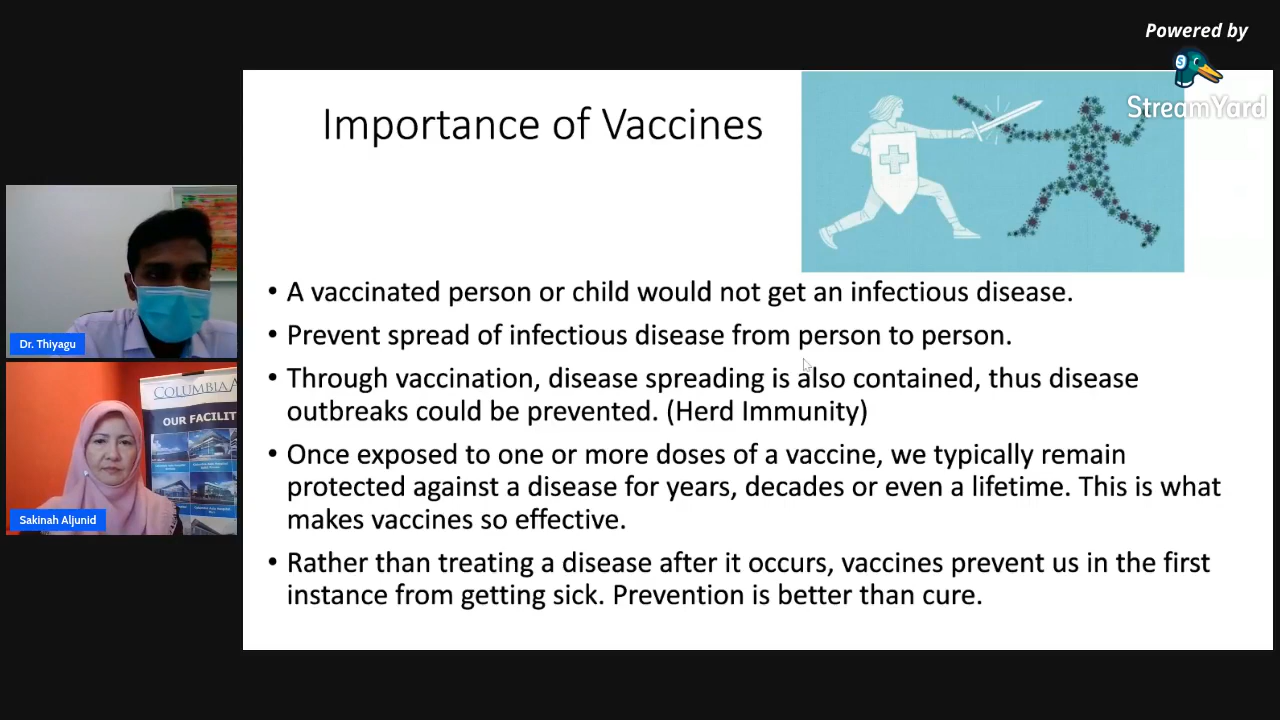 Powered by
StreamYard
Importance of Vaccines
• A vaccinated person or child would not get an infectious disease.
• Prevent spread of infectious disease from person to person.
• Through vaccination, disease spreading is also contained, thus disease
outbreaks could be prevented. (Herd Immunity)
• Once exposed to one or more doses of a vaccine, we typically remain
protected against a disease for years, decades or even a lifetime. This is what
makes vaccines so effective.
• Rather than treating a disease after it occurs, vaccines prevent us in the first
instance from getting sick. Prevention is better than cure.
Dr. Thiyagu
COLUMBIA A
OUR FACILIT
Sakinah Aljunid